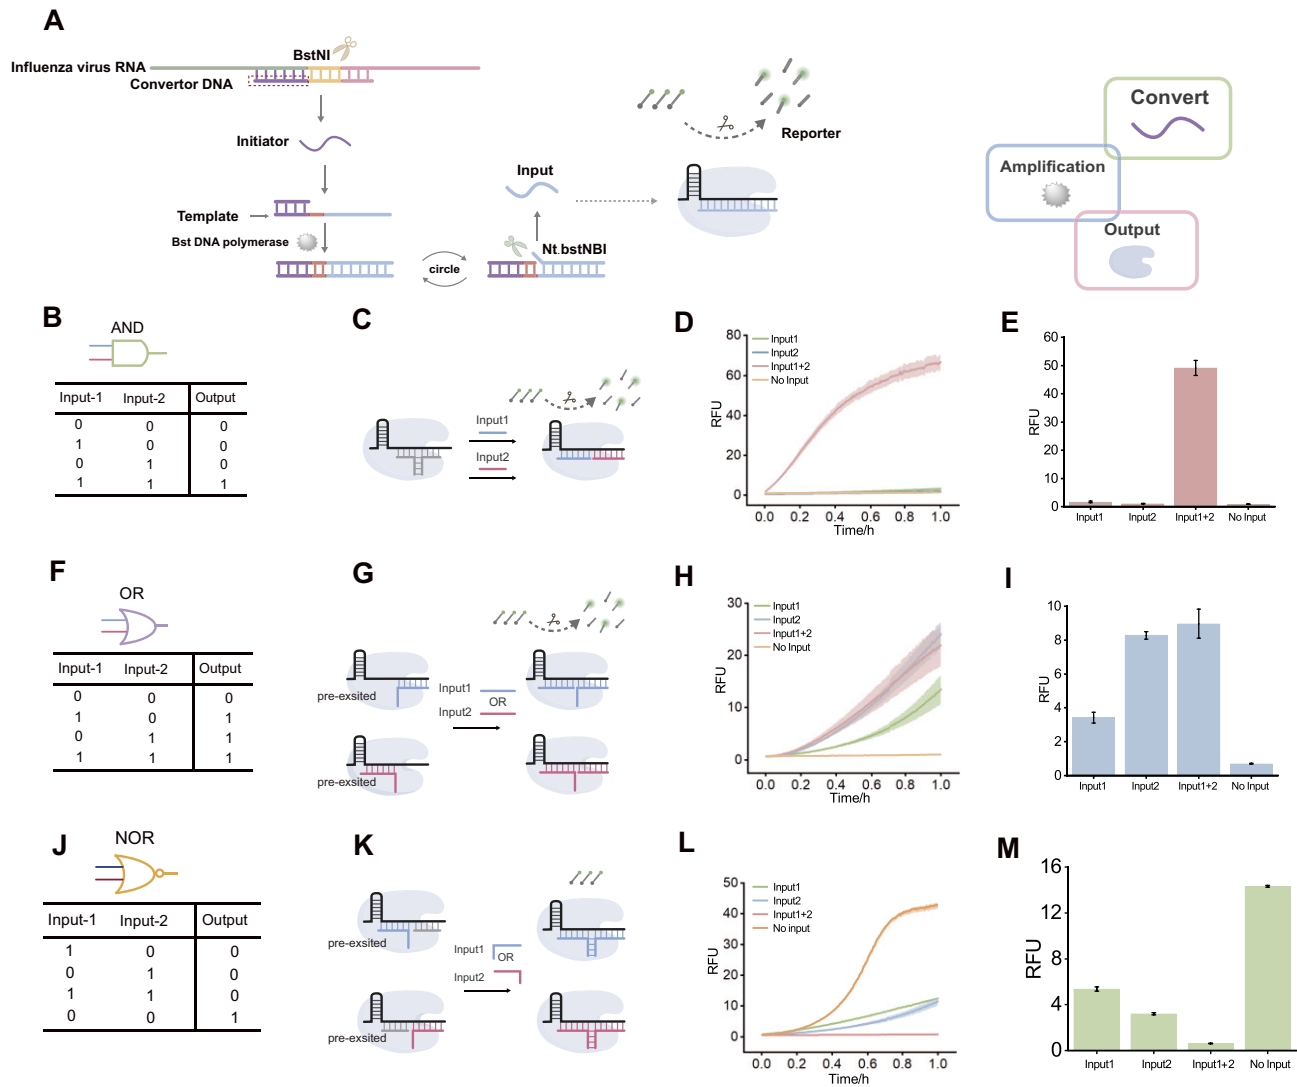 A
BstNI
Influenza virus RNA
Convertor DNA
Initiator
Template
Bst DNA polymerase
circle
Input
Nt.bstNBI
Reporter
Convert
Amplification
Output
B
AND
Input-1 Input-2 Output
0 0 0
1 0 0
0 1 0
1 1 1
C
Input1
Input2
D
80
60
40
20
0
RFU
Input1
Input2
Input1+2
No Input
0.0 0.2 0.4 0.6 0.8 1.0
Time/h
E
60
50
40
30
20
10
0
RFU
Input1 Input2 Input1+2 No Input
F
OR
Input-1 Input-2 Output
0 0 0
1 0 1
0 1 1
1 1 1
G
pre-exsited
Input1
OR
Input2
pre-exsited
H
30
20
10
0
RFU
Input1
Input2
Input1+2
No Input
0.0 0.2 0.4 0.6 0.8 1.0
Time/h
I
10
8
6
4
2
0
RFU
Input1 Input2 Input1+2 No Input
J
NOR
Input-1 Input-2 Output
1 0 0
0 1 0
1 1 0
0 0 1
K
pre-exsited
Input1
OR
Input2
pre-exsited
L
50
40
30
20
10
0
RFU
Input1
Input2
Input1+2
No input
0.0 0.2 0.4 0.6 0.8 1.0
Time/h
M
16
12
8
4
0
RFU
Input1 Input2 Input1+2 No Input